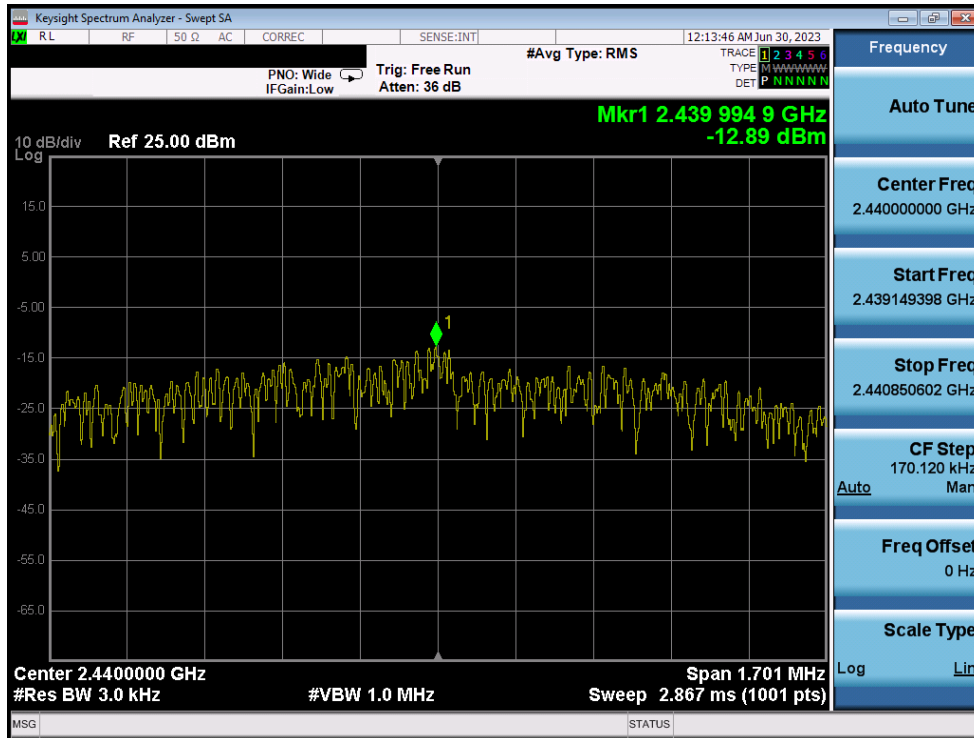 Keysight Spectrum Analyzer - Swept SA
LXI RL RF 50 Ω AC CORREC SENSE:INT 12:13:46 AM Jun 30, 2023
#Avg Type: RMS TRACE 1 2 3 4 5 6
PNO: Wide Trig: Free Run TYPE M WWWWW
IFGain:Low Atten: 36 dB DET P N N N N N
Mkr1 2.439 994 9 GHz
-12.89 dBm
10 dB/div Ref 25.00 dBm
Log
15.0
5.00
-5.00
1
-15.0
-25.0
-35.0
-45.0
-55.0
-65.0
Center 2.4400000 GHz Span 1.701 MHz
#Res BW 3.0 kHz #VBW 1.0 MHz Sweep 2.867 ms (1001 pts)
MSG STATUS
Frequency
Auto Tune
Center Freq
2.440000000 GHz
Start Freq
2.439149398 GHz
Stop Freq
2.440850602 GHz
CF Step
170.120 kHz
Auto Man
Freq Offset
0 Hz
Scale Type
Log Lin